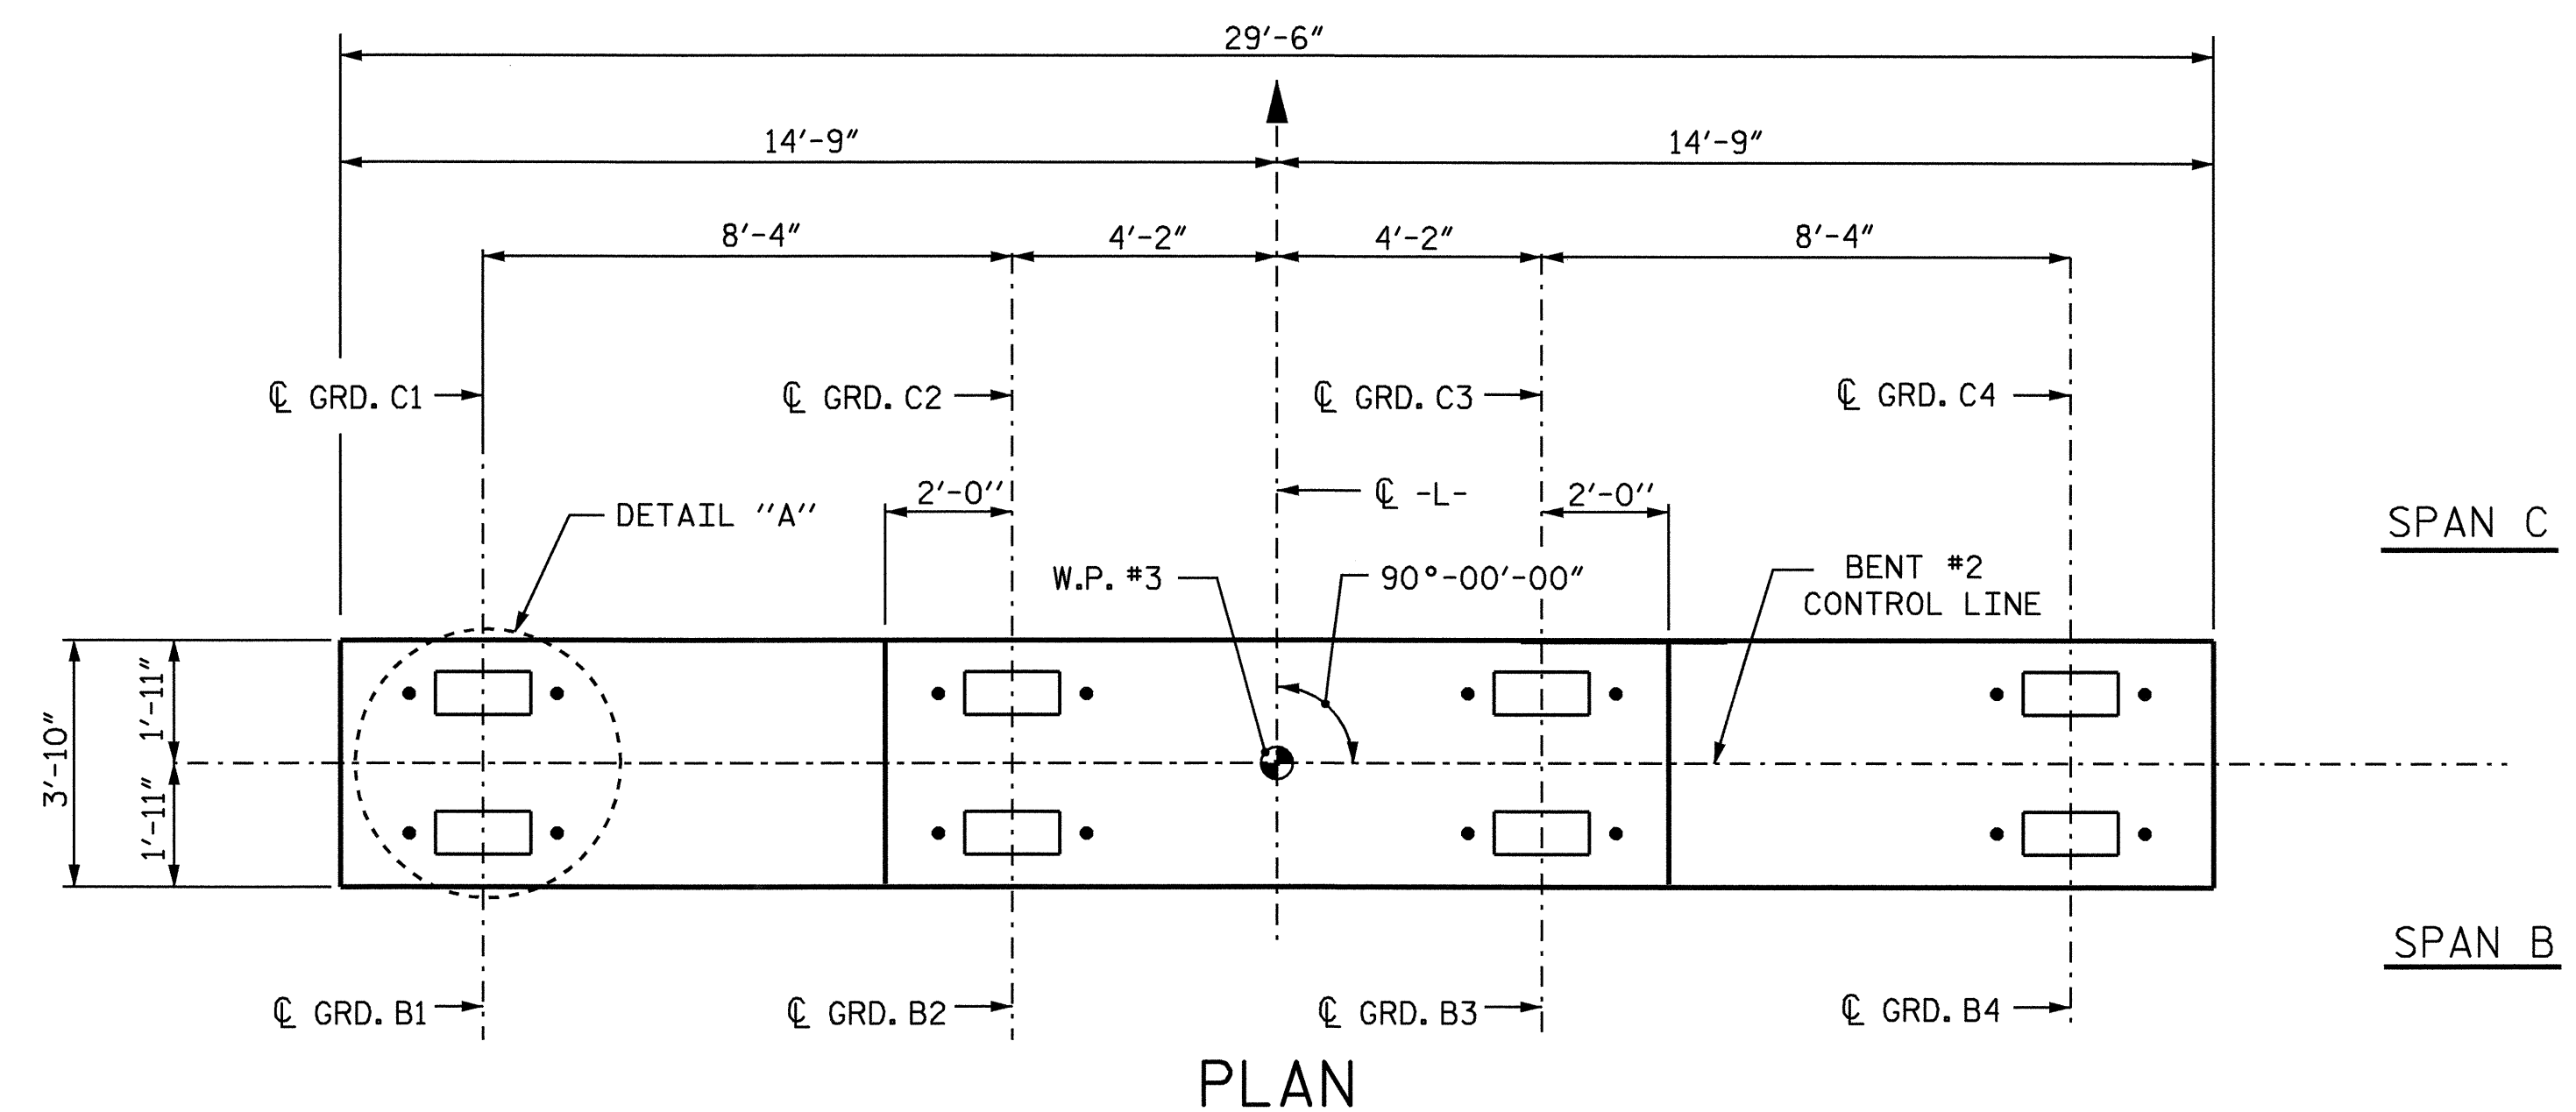 29'-6"
14'-9" 14'-9"
8'-4" 4'-2" 4'-2" 8'-4"
℄ GRD. C1 ℄ GRD. C2 ℄ GRD. C3 ℄ GRD. C4
2'-0'' ℄ -L- 2'-0''
DETAIL "A"
SPAN C
W.P. #3 90°-00'-00"
BENT #2
CONTROL LINE
1'-11"
3'-10"
1'-11"
SPAN B
℄ GRD. B1 ℄ GRD. B2 ℄ GRD. B3 ℄ GRD. B4
PLAN